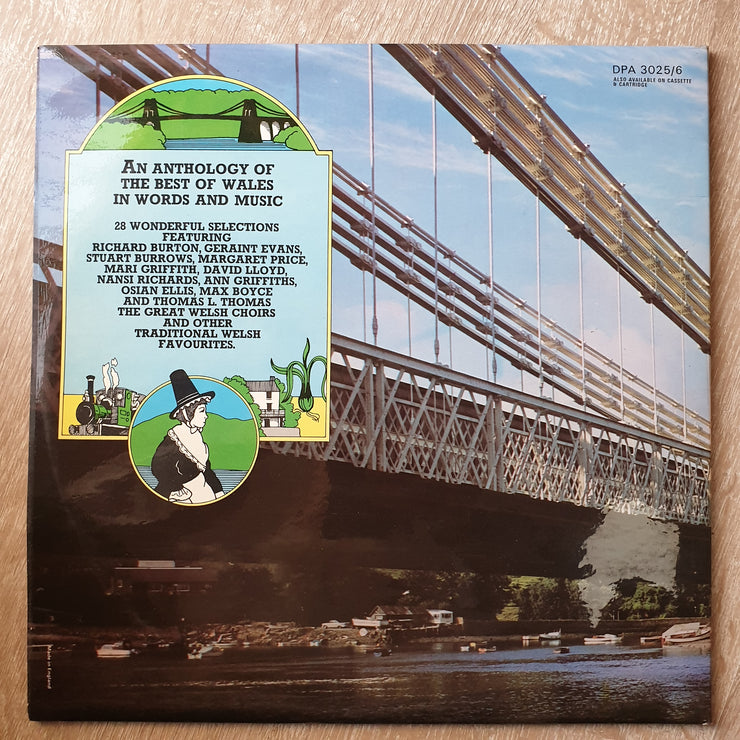 DPA 3025/6
ALSO AVAILABLE ON CASSETTE
& CARTRIDGE
AN ANTHOLOGY OF
THE BEST OF WALES
IN WORDS AND MUSIC
28 WONDERFUL SELECTIONS
FEATURING
RICHARD BURTON, GERAINT EVANS,
STUART BURROWS, MARGARET PRICE,
MARI GRIFFITH, DAVID LLOYD,
NANSI RICHARDS, ANN GRIFFITHS,
OSIAN ELLIS, MAX BOYCE
AND THOMAS L. THOMAS
THE GREAT WELSH CHOIRS
AND OTHER
TRADITIONAL WELSH
FAVOURITES.
Made in England